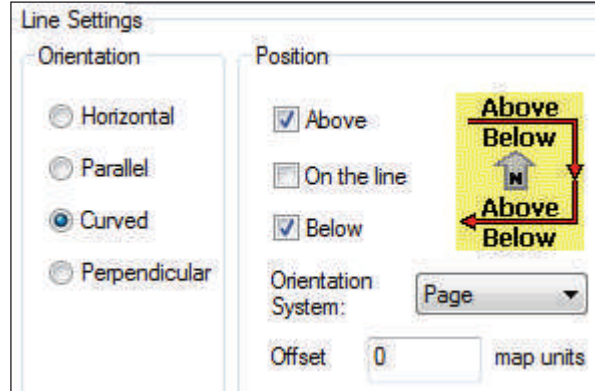 Line Settings
Orientation
Horizontal
Parallel
Curved
Perpendicular
Position
Above
On the line
Below
Above
Below
N
Above
Below
Orientation
System:
Page
Offset 0 map units